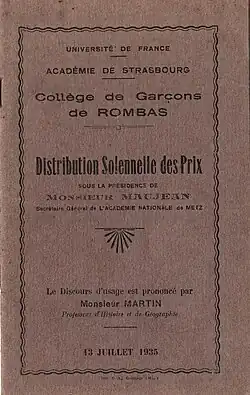 UNIVERSITÉ DE FRANCE
ACADÉMIE DE STRASBOURG
Collège de Garçons
de ROMBAS
Distribution Solennelle des Prix
SOUS LA PRÉSIDENCE DE
MONSIEUR MAUJEAN
Secrétaire Général de L'ACADEMIE NATIONALE de METZ
Le Discours d'usage est prononcé par
Monsieur MARTIN
Professeur d'Histoire et de Géographie
13 JUILLET 1935